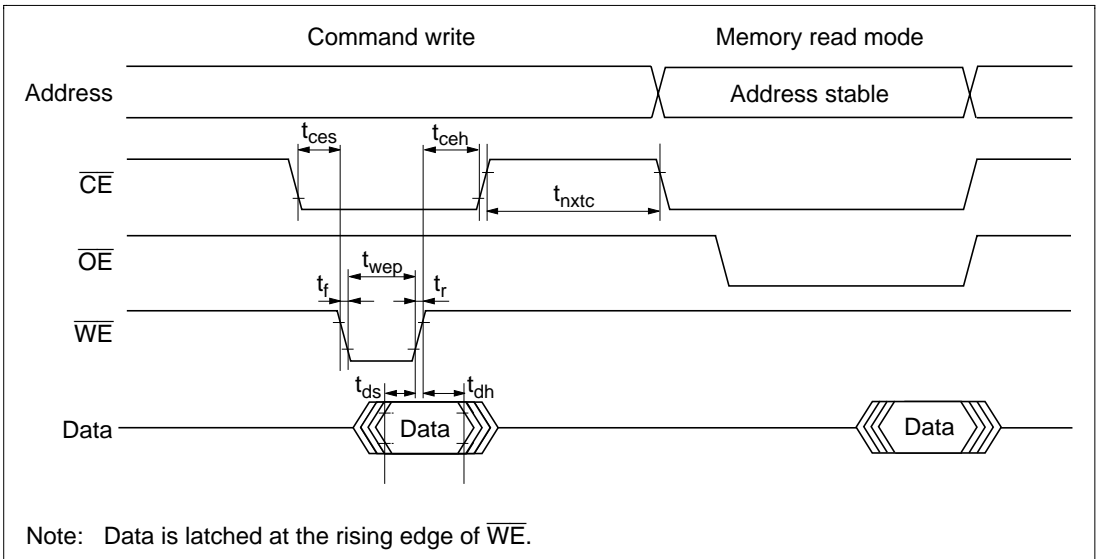 Command write Memory read mode
Address Address stable
tces tceh
CE tnxtc
OE
twep
tf tr
WE
tds tdh
Data Data Data
Note: Data is latched at the rising edge of WE.